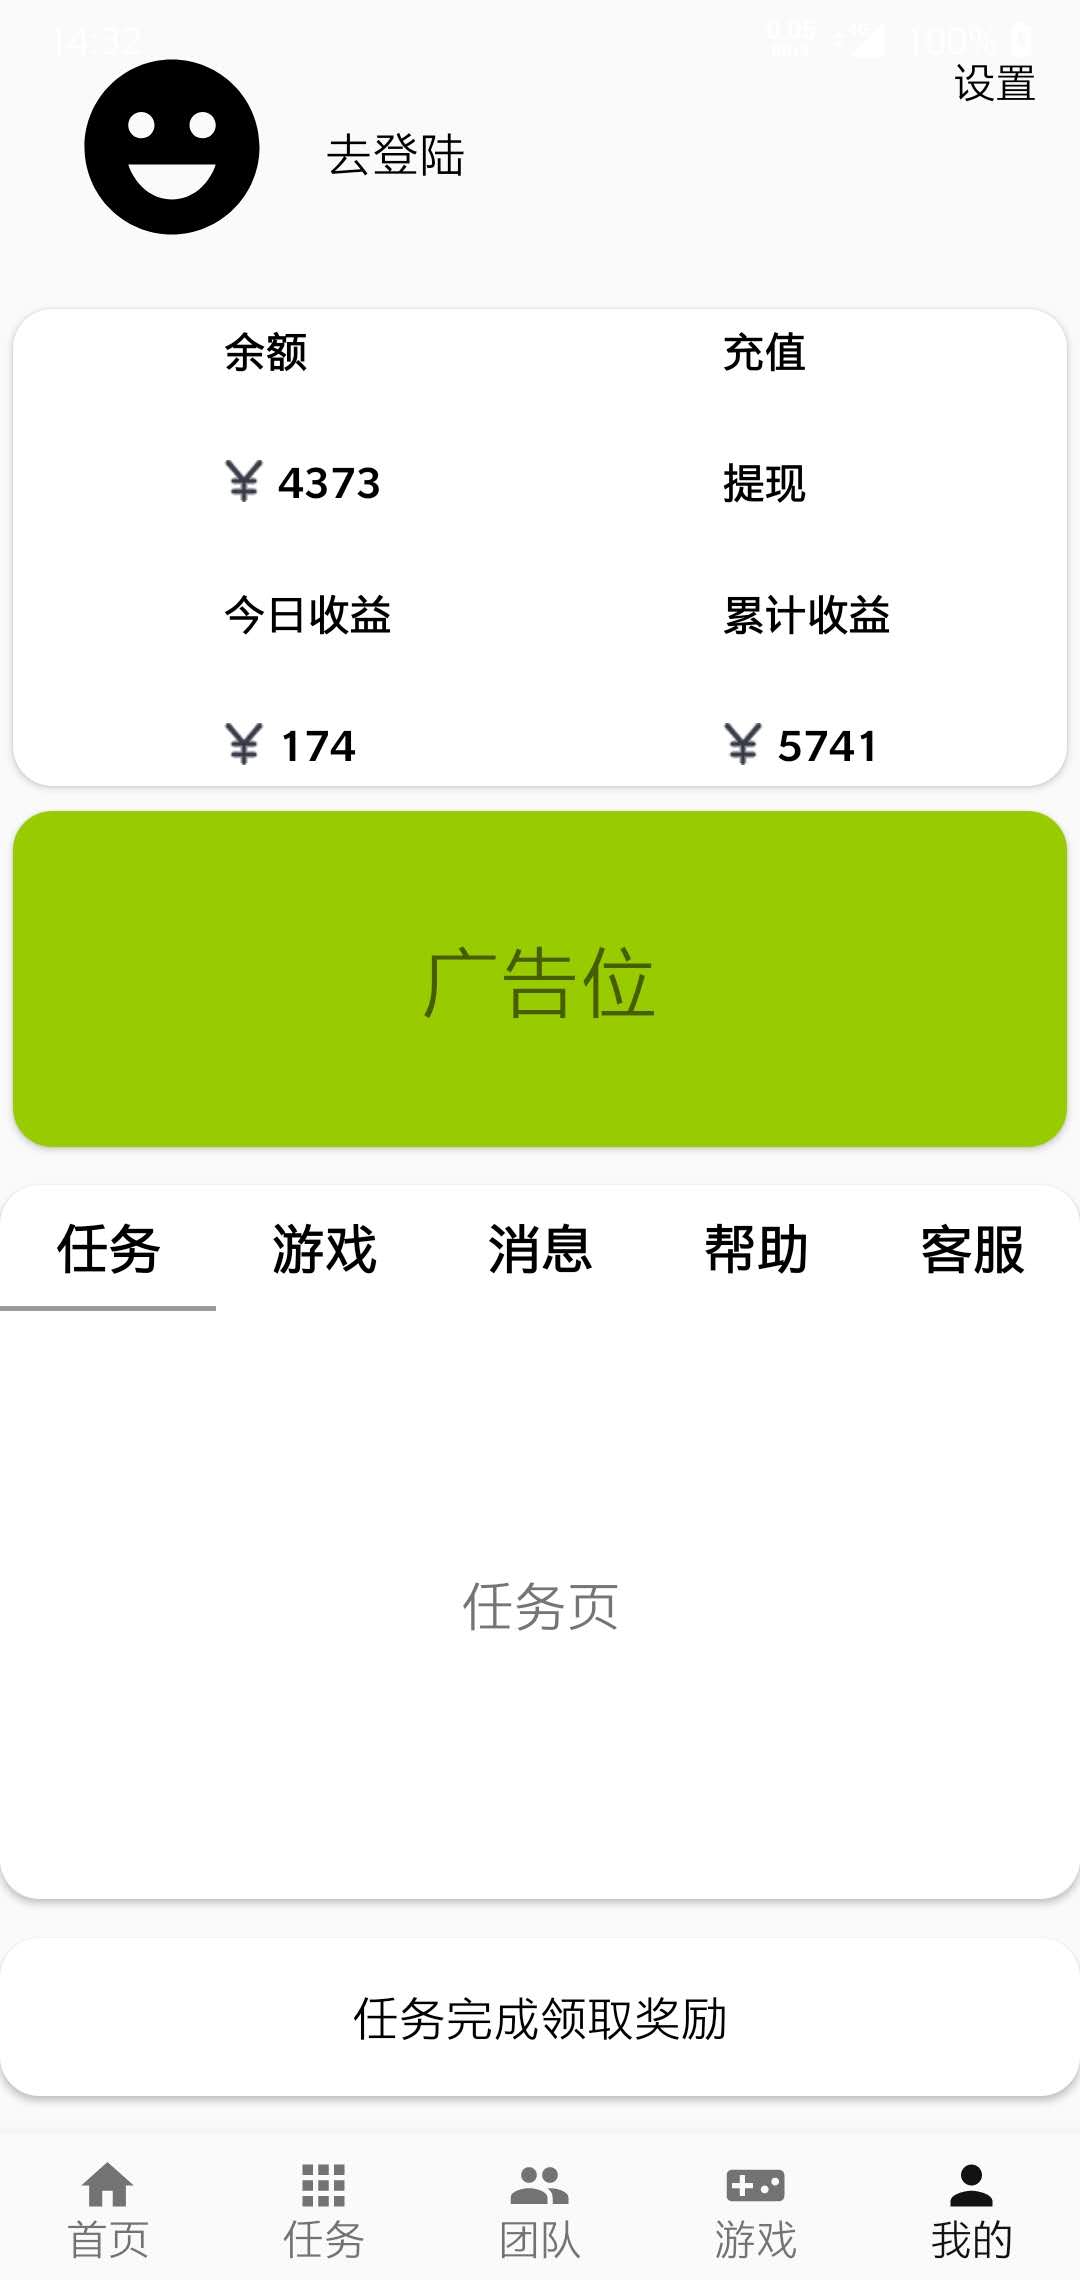 14:32
0.05
100%
设置
去登陆
余额
充值
¥ 4373
提现
今日收益
累计收益
¥ 174
¥ 5741
广告位
任务 游戏 消息 帮助 客服
任务页
任务完成领取奖励
首页 任务 团队 游戏 我的